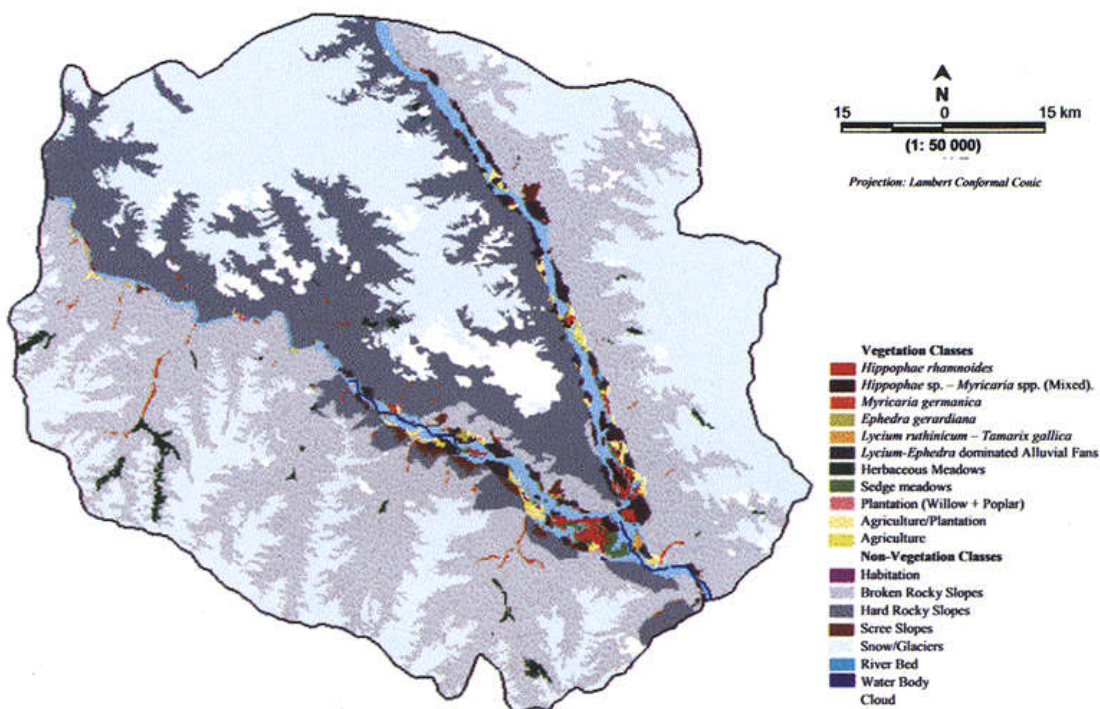 N
15 0 15 km
(1: 50 000)
Projection: Lambert Conformal Conic
Vegetation Classes
Hippophae rhamnoides
Hippophae sp. – Myricaria spp. (Mixed).
Myricaria germanica
Ephedra gerardiana
Lycium ruthinicum – Tamarix gallica
Lycium-Ephedra dominated Alluvial Fans
Herbaceous Meadows
Sedge meadows
Plantation (Willow + Poplar)
Agriculture/Plantation
Agriculture
Non-Vegetation Classes
Habitation
Broken Rocky Slopes
Hard Rocky Slopes
Scree Slopes
Snow/Glaciers
River Bed
Water Body
Cloud